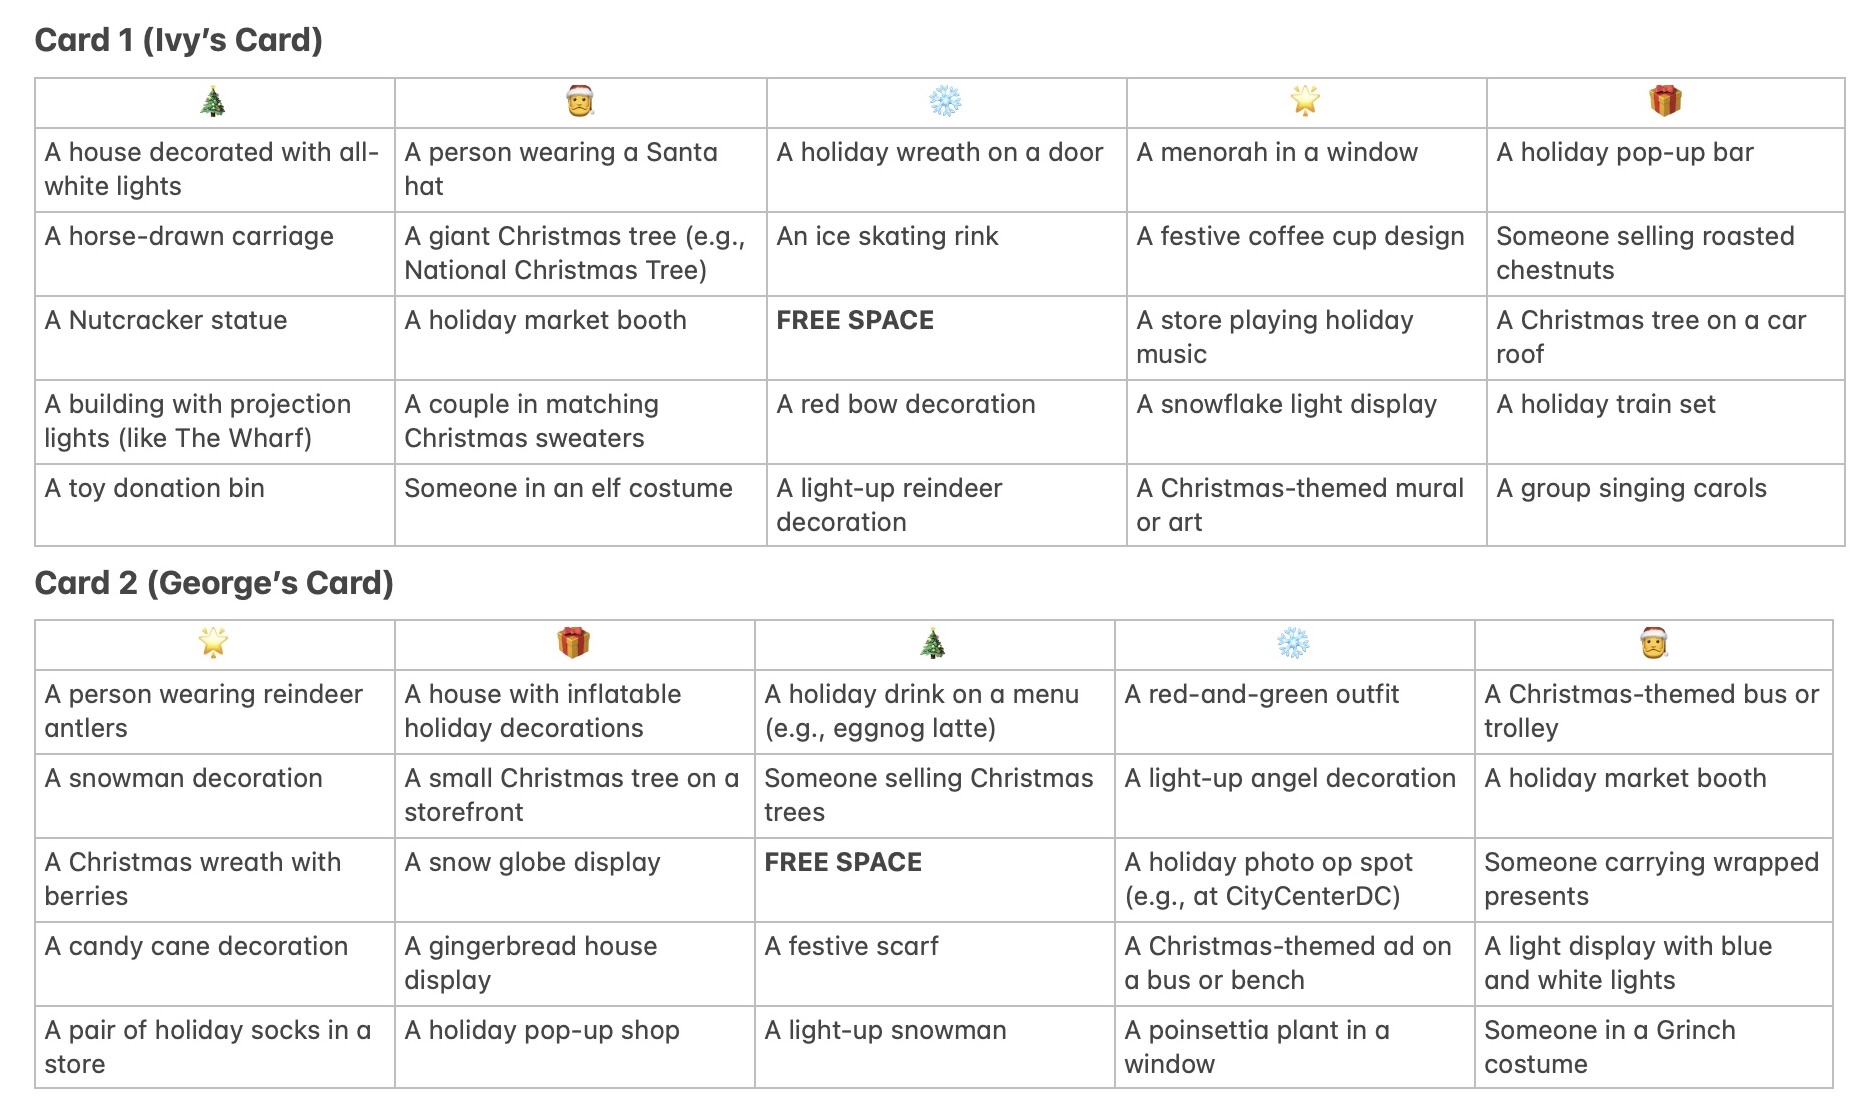 Card 1 (Ivy’s Card)
🎄 🎅 ❄️ 🌟 🎁
A house decorated with all-white lights | A person wearing a Santa hat | A holiday wreath on a door | A menorah in a window | A holiday pop-up bar
A horse-drawn carriage | A giant Christmas tree (e.g., National Christmas Tree) | An ice skating rink | A festive coffee cup design | Someone selling roasted chestnuts
A Nutcracker statue | A holiday market booth | FREE SPACE | A store playing holiday music | A Christmas tree on a car roof
A building with projection lights (like The Wharf) | A couple in matching Christmas sweaters | A red bow decoration | A snowflake light display | A holiday train set
A toy donation bin | Someone in an elf costume | A light-up reindeer decoration | A Christmas-themed mural or art | A group singing carols
Card 2 (George’s Card)
🌟 🎁 🎄 ❄️ 🎅
A person wearing reindeer antlers | A house with inflatable holiday decorations | A holiday drink on a menu (e.g., eggnog latte) | A red-and-green outfit | A Christmas-themed bus or trolley
A snowman decoration | A small Christmas tree on a storefront | Someone selling Christmas trees | A light-up angel decoration | A holiday market booth
A Christmas wreath with berries | A snow globe display | FREE SPACE | A holiday photo op spot (e.g., at CityCenterDC) | Someone carrying wrapped presents
A candy cane decoration | A gingerbread house display | A festive scarf | A Christmas-themed ad on a bus or bench | A light display with blue and white lights
A pair of holiday socks in a store | A holiday pop-up shop | A light-up snowman | A poinsettia plant in a window | Someone in a Grinch costume